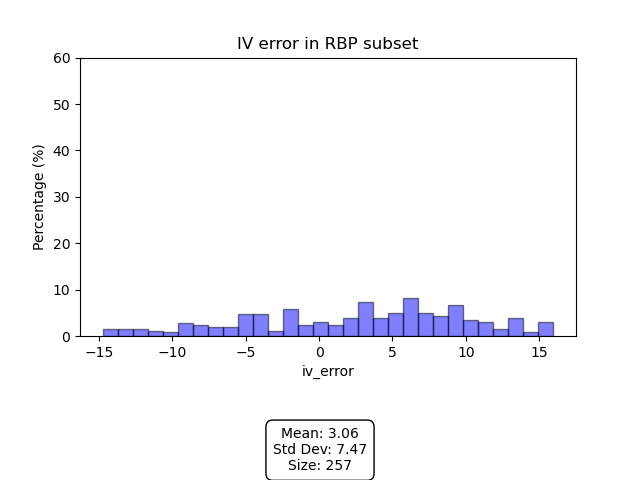 IV error in RBP subset
60
50
40
30
20
10
0
Percentage (%)
−15 −10 −5 0 5 10 15
iv_error
Mean: 3.06
Std Dev: 7.47
Size: 257